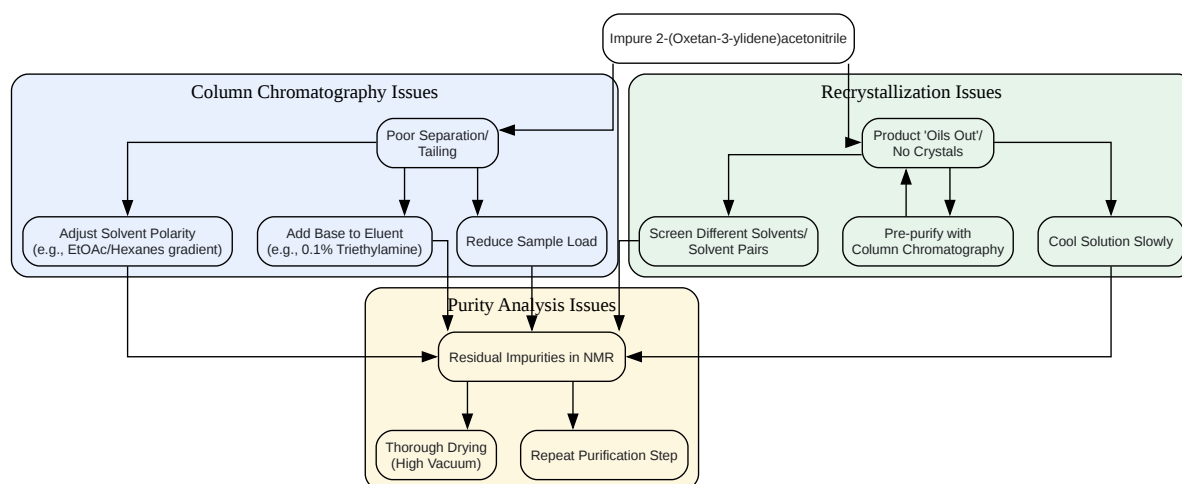 Impure 2-(Oxetan-3-ylidene)acetonitrile
Column Chromatography Issues
Recrystallization Issues
Poor Separation/
Tailing
Product 'Oils Out'/
No Crystals
Adjust Solvent Polarity
(e.g., EtOAc/Hexanes gradient)
Add Base to Eluent
(e.g., 0.1% Triethylamine)
Reduce Sample Load
Screen Different Solvents/
Solvent Pairs
Pre-purify with
Column Chromatography
Cool Solution Slowly
Purity Analysis Issues
Residual Impurities in NMR
Thorough Drying
(High Vacuum)
Repeat Purification Step